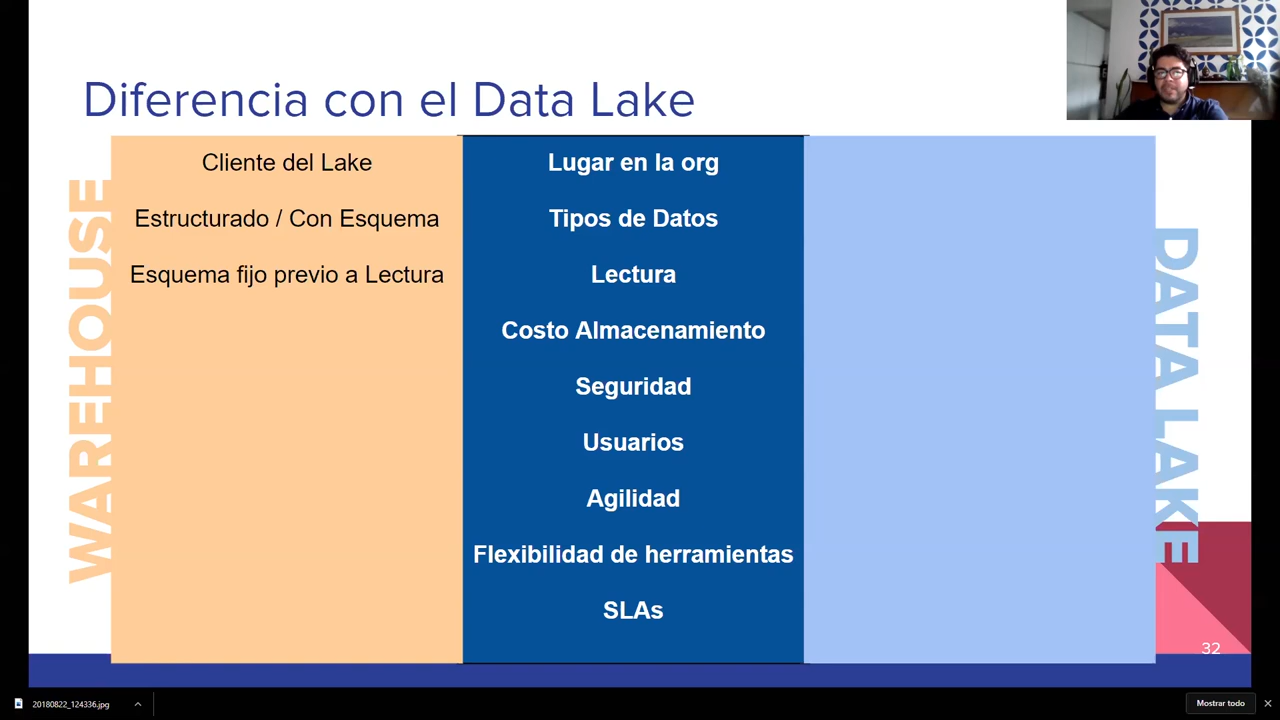 Diferencia con el Data Lake
WAREHOUSE
Cliente del Lake
Estructurado / Con Esquema
Esquema fijo previo a Lectura
Lugar en la org
Tipos de Datos
Lectura
Costo Almacenamiento
Seguridad
Usuarios
Agilidad
Flexibilidad de herramientas
SLAs
DATA LAKE
32
20180822_124336.jpg
Mostrar todo